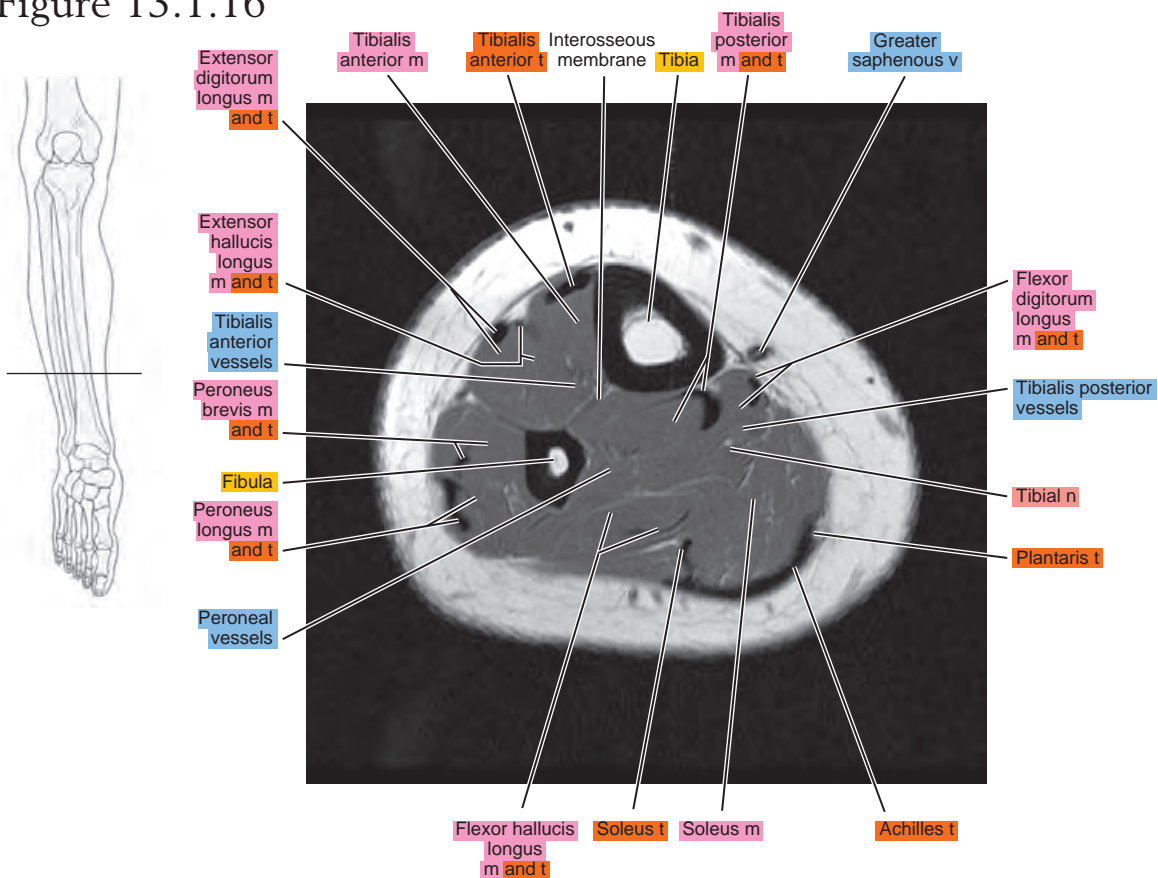 Figure 13.1.16
Extensor
digitorum
longus m
and t
Tibialis
anterior m
Tibialis
anterior t
Interosseous
membrane
Tibia
Tibialis
posterior
m and t
Greater
saphenous v
Extensor
hallucis
longus
m and t
Tibialis
anterior
vessels
Peroneus
brevis m
and t
Fibula
Peroneus
longus m
and t
Peroneal
vessels
Flexor
digitorum
longus
m and t
Tibialis posterior
vessels
Tibial n
Plantaris t
Flexor hallucis
longus
m and t
Soleus t
Soleus m
Achilles t